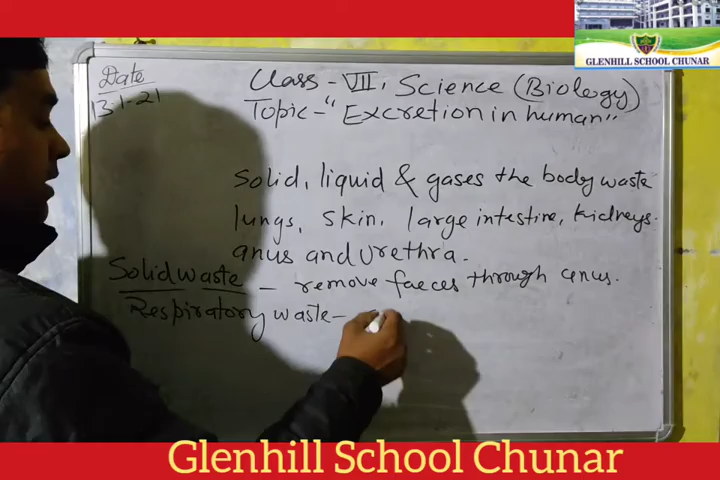 GLENHILL SCHOOL CHUNAR
Date
13-1-21
Class - VII, Science (Biology)
Topic - "Excretion in human"
Solid, liquid & gases the body waste
lungs, skin, large intestine, kidneys.
anus and urethra.
Solid waste - remove faeces through anus.
Respiratory waste -
Glenhill School Chunar